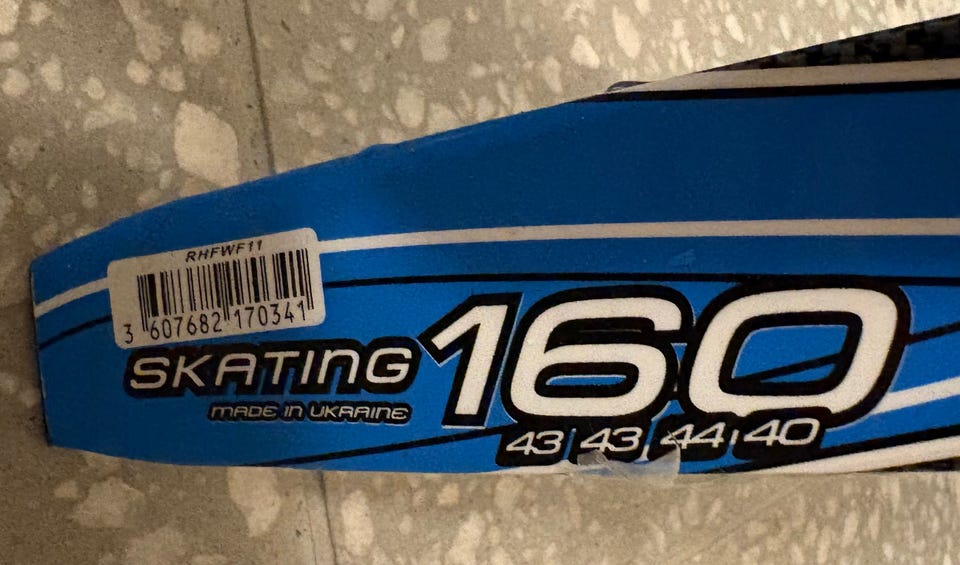 RHFWF11
3 607682 170341
SKATING
160
MADE IN UKRAINE
43 43 44 40